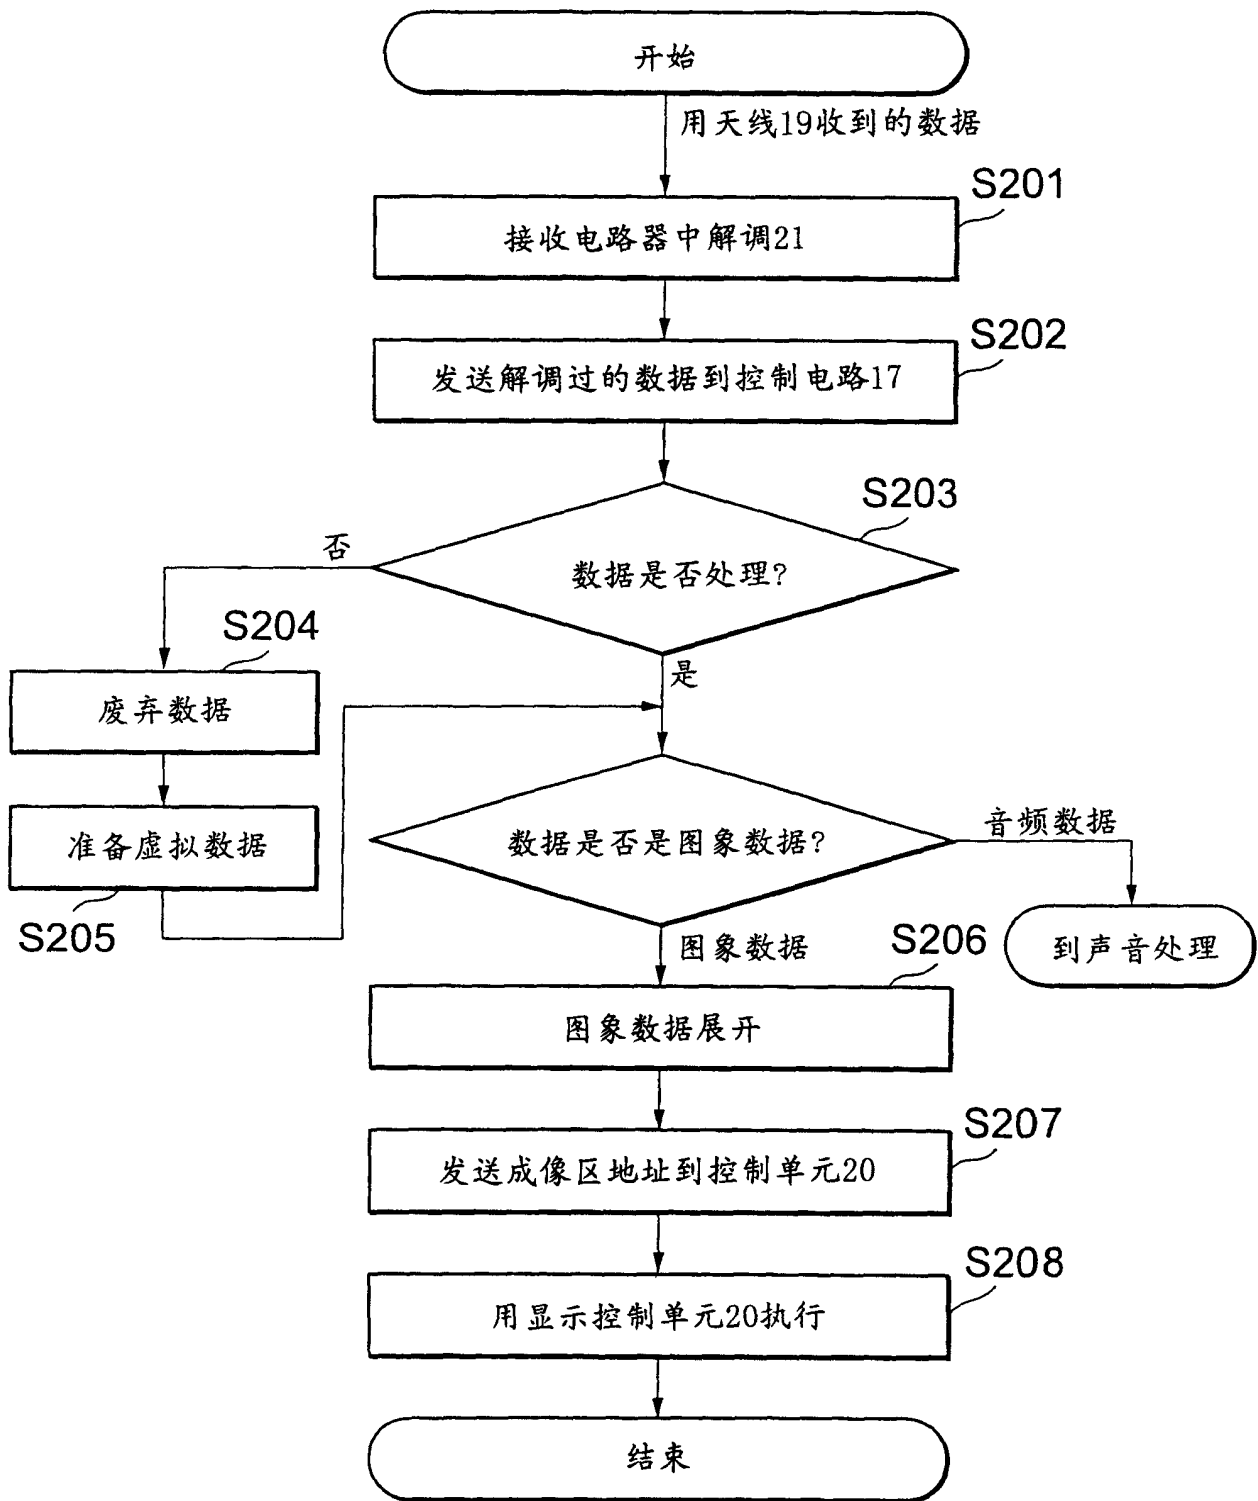 开始
用天线19收到的数据
S201
接收电路器中解调21
S202
发送解调过的数据到控制电路17
S203
数据是否处理?
否
是
S204
废弃数据
准备虚拟数据
S205
数据是否是图象数据?
音频数据
到声音处理
图象数据
S206
图象数据展开
S207
发送成像区地址到控制单元20
S208
用显示控制单元20执行
结束